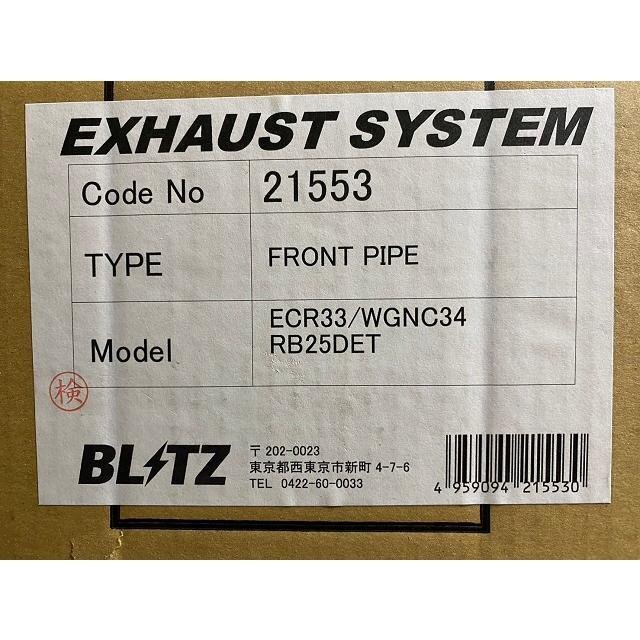 EXHAUST SYSTEM
Code No 21553
TYPE FRONT PIPE
Model ECR33/WGNC34
RB25DET
検
BLITZ
〒202-0023
東京都西東京市新町 4-7-6
TEL 0422-60-0033
4 959094 215530